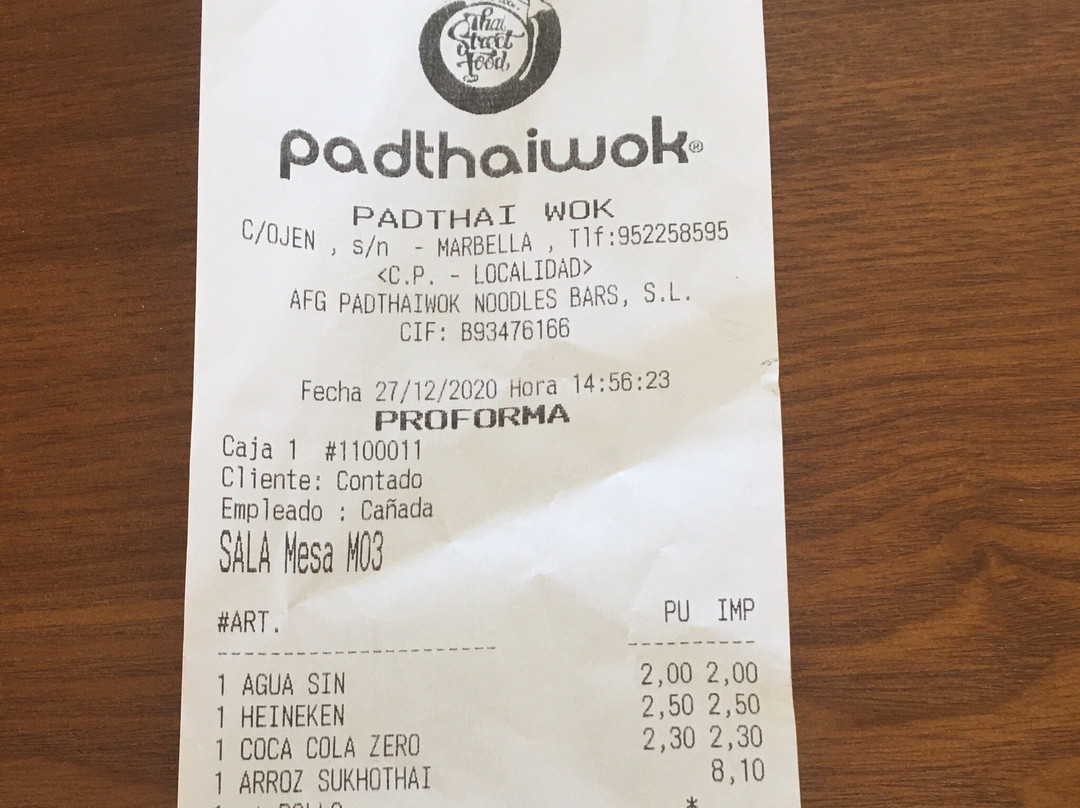 Thai
Street
Food
padthaiwok®
PADTHAI WOK
C/OJEN , s/n - MARBELLA , Tlf:952258595
<C.P. - LOCALIDAD>
AFG PADTHAIWOK NOODLES BARS, S.L.
CIF: B93476166
Fecha 27/12/2020 Hora 14:56:23
PROFORMA
Caja 1 #1100011
Cliente: Contado
Empleado : Cañada
SALA Mesa M03
#ART. PU IMP
1 AGUA SIN 2,00 2,00
1 HEINEKEN 2,50 2,50
1 COCA COLA ZERO 2,30 2,30
1 ARROZ SUKHOTHAI 8,10